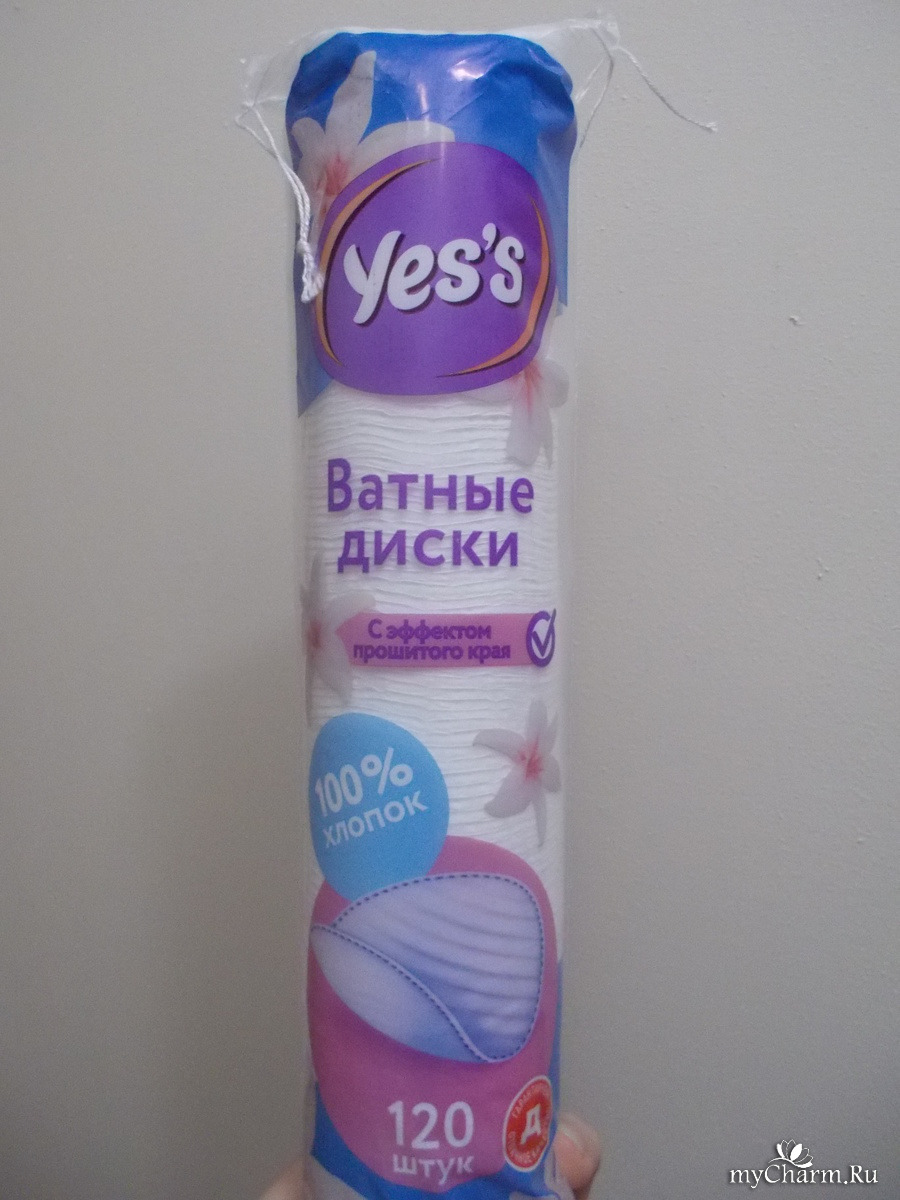 Yes's
Ватные
диски
С эффектом
прошитого края
100%
хлопок
120
штук
Д
myCharm.Ru